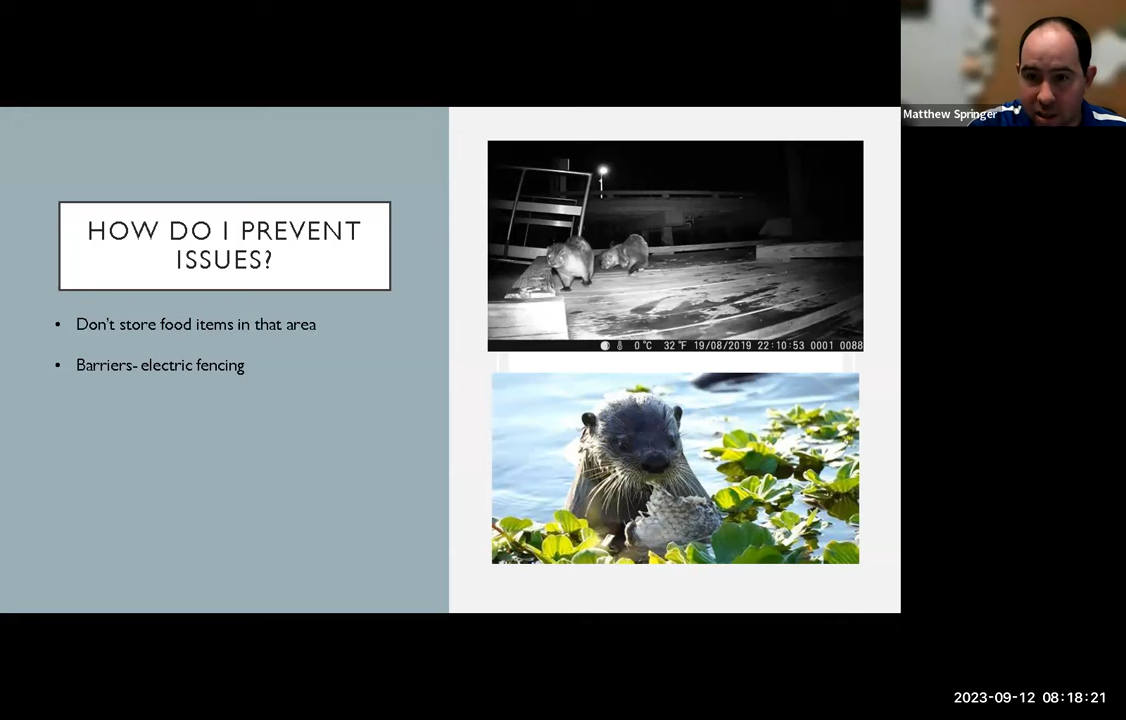 Matthew Springer
HOW DO I PREVENT
ISSUES?
• Don't store food items in that area
• Barriers- electric fencing
0°C 32°F 19/08/2019 22:10:53 0001 0088
2023-09-12 08:18:21